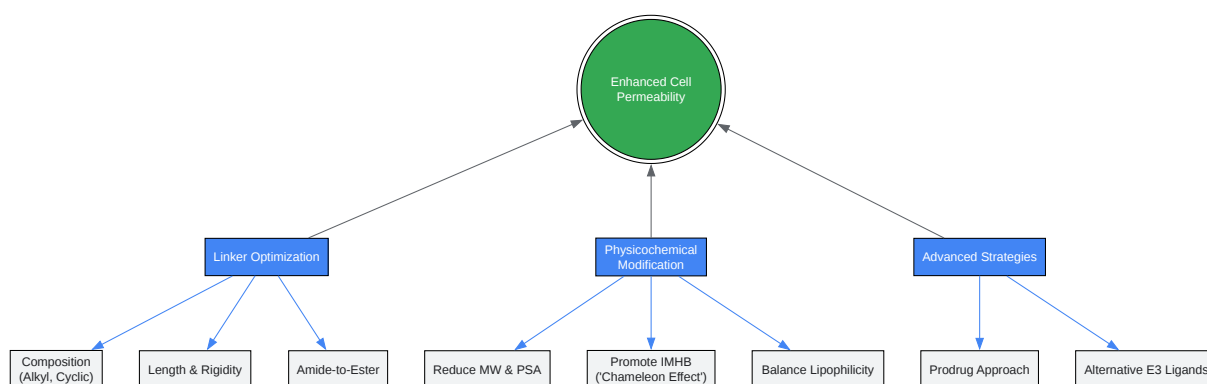 Enhanced Cell
Permeability
Linker Optimization
Physicochemical
Modification
Advanced Strategies
Composition
(Alkyl, Cyclic)
Length & Rigidity
Amide-to-Ester
Reduce MW & PSA
Promote IMHB
('Chameleon Effect')
Balance Lipophilicity
Prodrug Approach
Alternative E3 Ligands